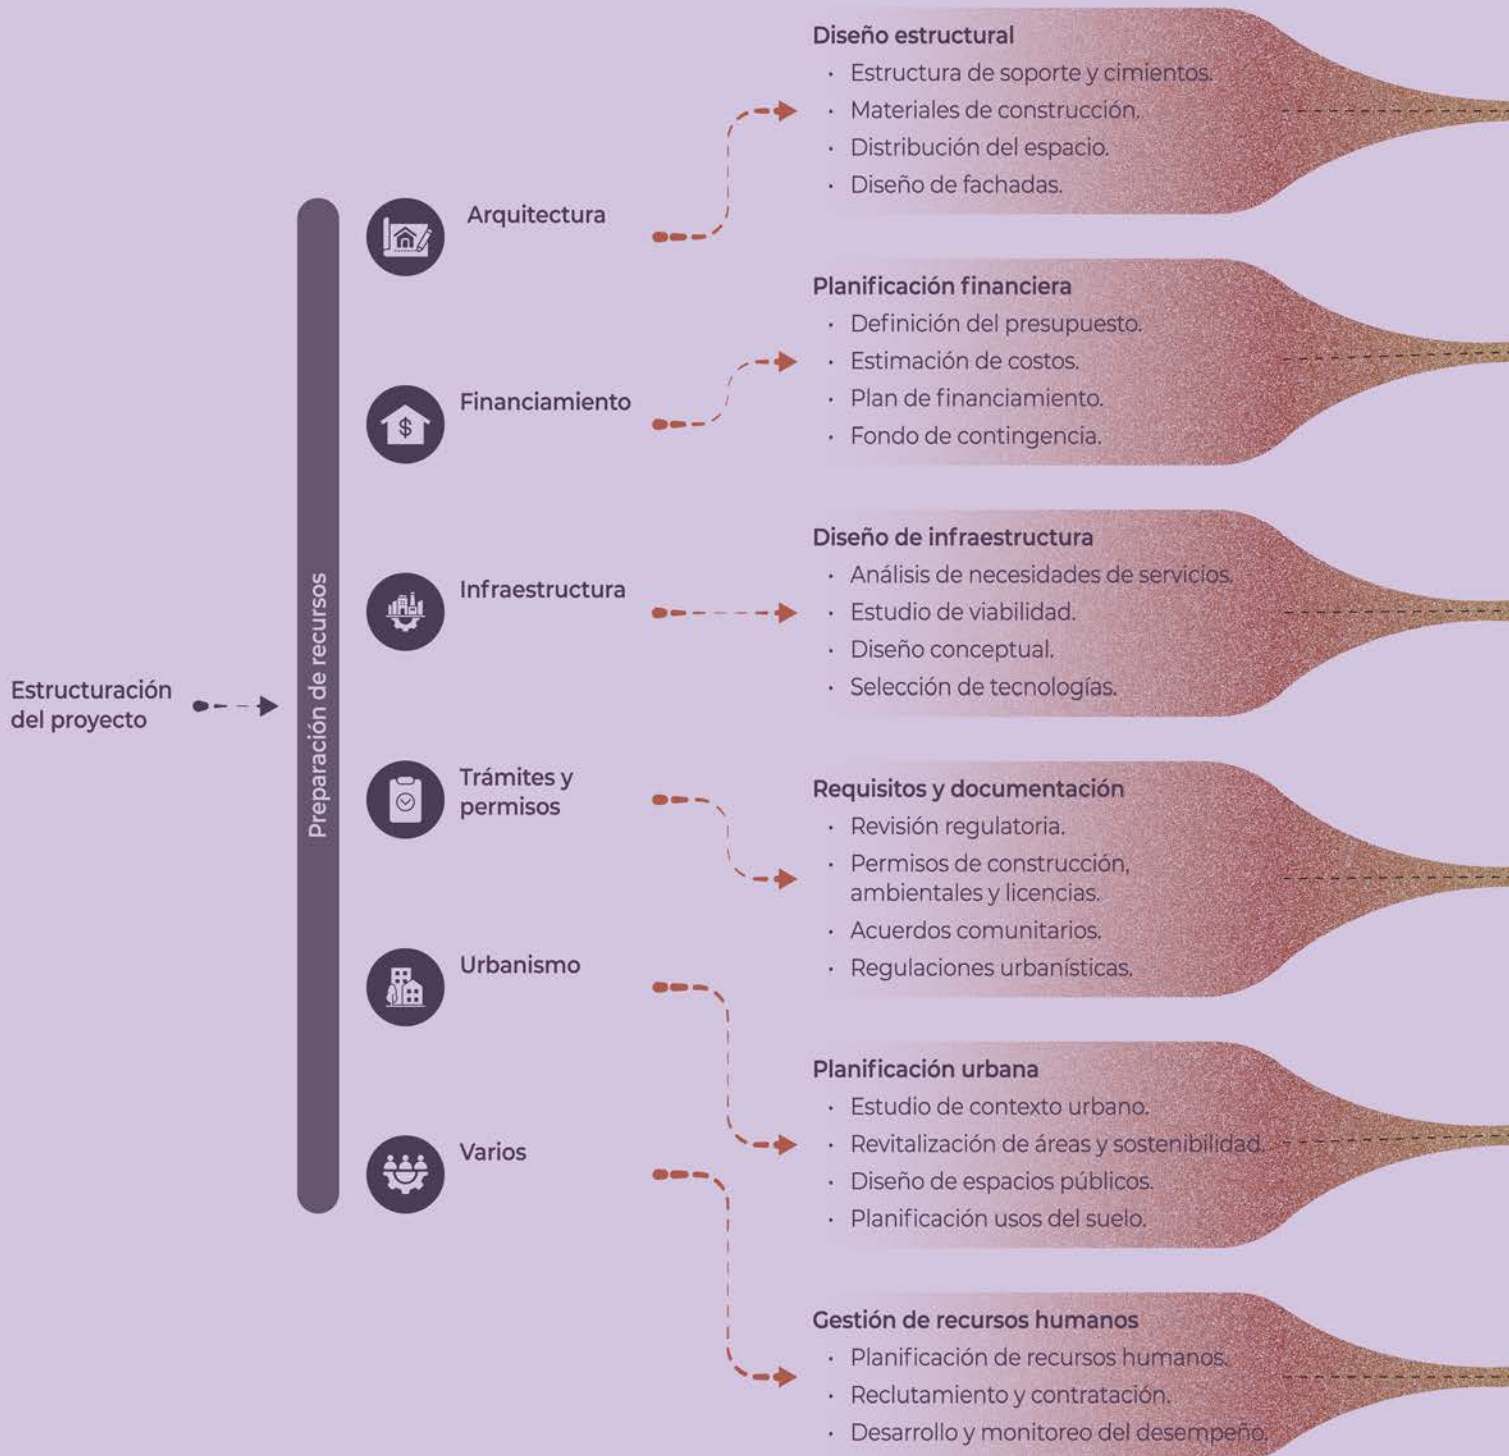 Estructuración
del proyecto
Preparación de recursos
Arquitectura
Diseño estructural
· Estructura de soporte y cimientos.
· Materiales de construcción.
· Distribución del espacio.
· Diseño de fachadas.
Financiamiento
Planificación financiera
· Definición del presupuesto.
· Estimación de costos.
· Plan de financiamiento.
· Fondo de contingencia.
Infraestructura
Diseño de infraestructura
· Análisis de necesidades de servicios.
· Estudio de viabilidad.
· Diseño conceptual.
· Selección de tecnologías.
Trámites y
permisos
Requisitos y documentación
· Revisión regulatoria.
· Permisos de construcción,
ambientales y licencias.
· Acuerdos comunitarios.
· Regulaciones urbanísticas.
Urbanismo
Planificación urbana
· Estudio de contexto urbano.
· Revitalización de áreas y sostenibilidad.
· Diseño de espacios públicos.
· Planificación usos del suelo.
Varios
Gestión de recursos humanos
· Planificación de recursos humanos.
· Reclutamiento y contratación.
· Desarrollo y monitoreo del desempeño.